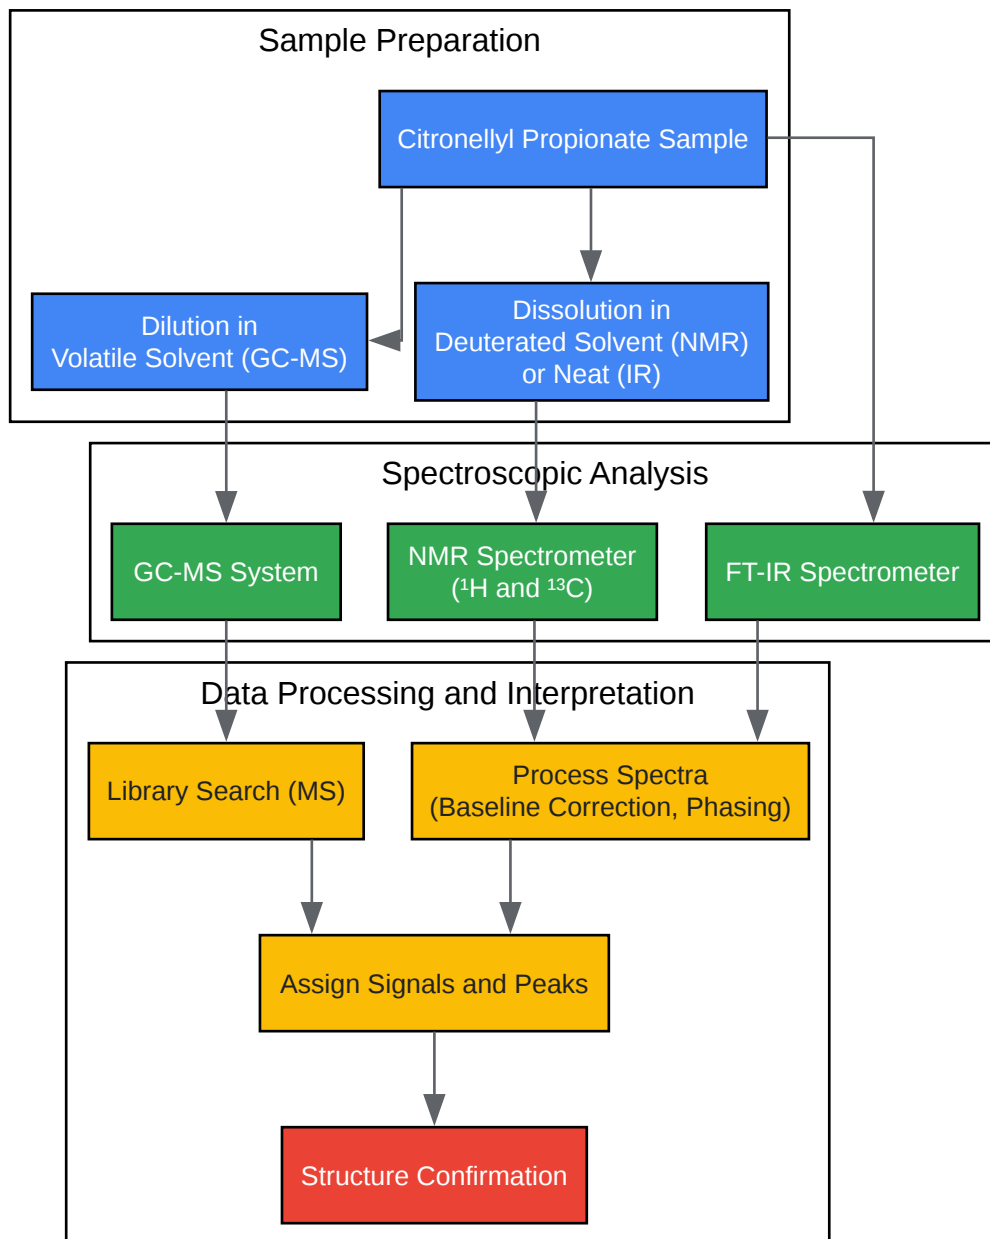 Sample Preparation
Citronellyl Propionate Sample
Dilution in
Volatile Solvent (GC-MS)
Dissolution in
Deuterated Solvent (NMR)
or Neat (IR)
Spectroscopic Analysis
GC-MS System
NMR Spectrometer
(¹H and ¹³C)
FT-IR Spectrometer
Data Processing and Interpretation
Library Search (MS)
Process Spectra
(Baseline Correction, Phasing)
Assign Signals and Peaks
Structure Confirmation